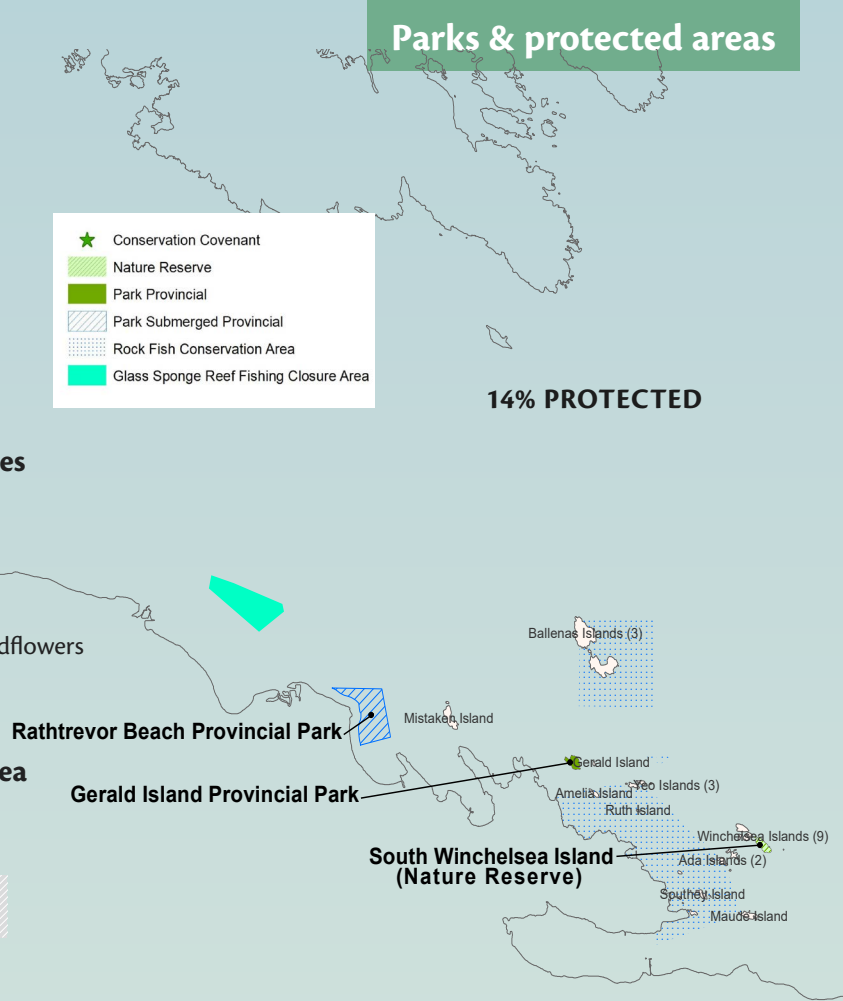 Parks & protected areas
Conservation Covenant
Nature Reserve
Park Provincial
Park Submerged Provincial
Rock Fish Conservation Area
Glass Sponge Reef Fishing Closure Area
14% PROTECTED
es
dflowers
Ballenas Islands (3)
Mistaken Island
Rathtrevor Beach Provincial Park
ea
Gerald Island
Gerald Island Provincial Park
Yeo Islands (3)
Amelia Island
Ruth Island
Winchelsea Islands (9)
South Winchelsea Island
(Nature Reserve)
Ada Islands (2)
Southey Island
Maude Island